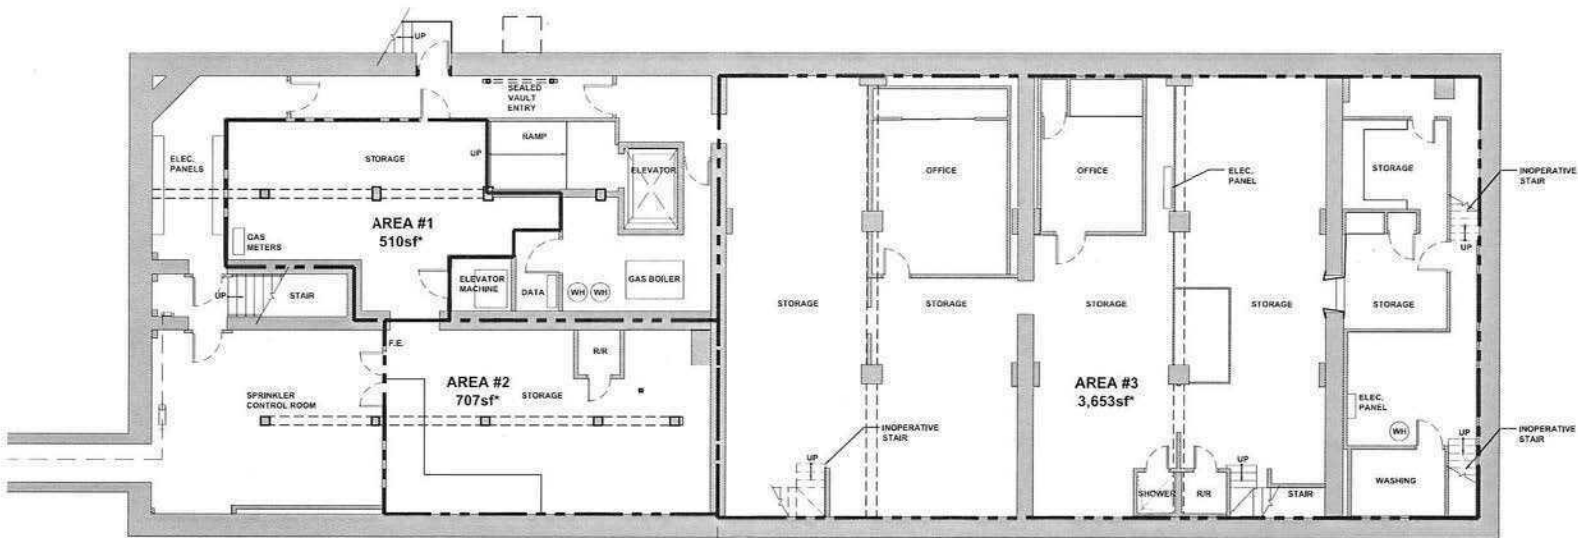 UP
SEALED
VAULT
ENTRY
RAMP
UP
STORAGE
ELEC.
PANELS
ELEVATOR
OFFICE
OFFICE
ELEC.
PANEL
STORAGE
INOPERATIVE
STAIR
AREA #1
510sf*
GAS
METERS
UP
STAIR
ELEVATOR
MACHINE
DATA
WH
WH
GAS BOILER
STORAGE
STORAGE
STORAGE
STORAGE
STORAGE
UP
F.E.
R/R
AREA #2
707sf*
STORAGE
SPRINKLER
CONTROL ROOM
AREA #3
3,653sf*
ELEC.
PANEL
WH
INOPERATIVE
STAIR
UP
UP
INOPERATIVE
STAIR
SHOWER
R/R
UP
STAIR
WASHING